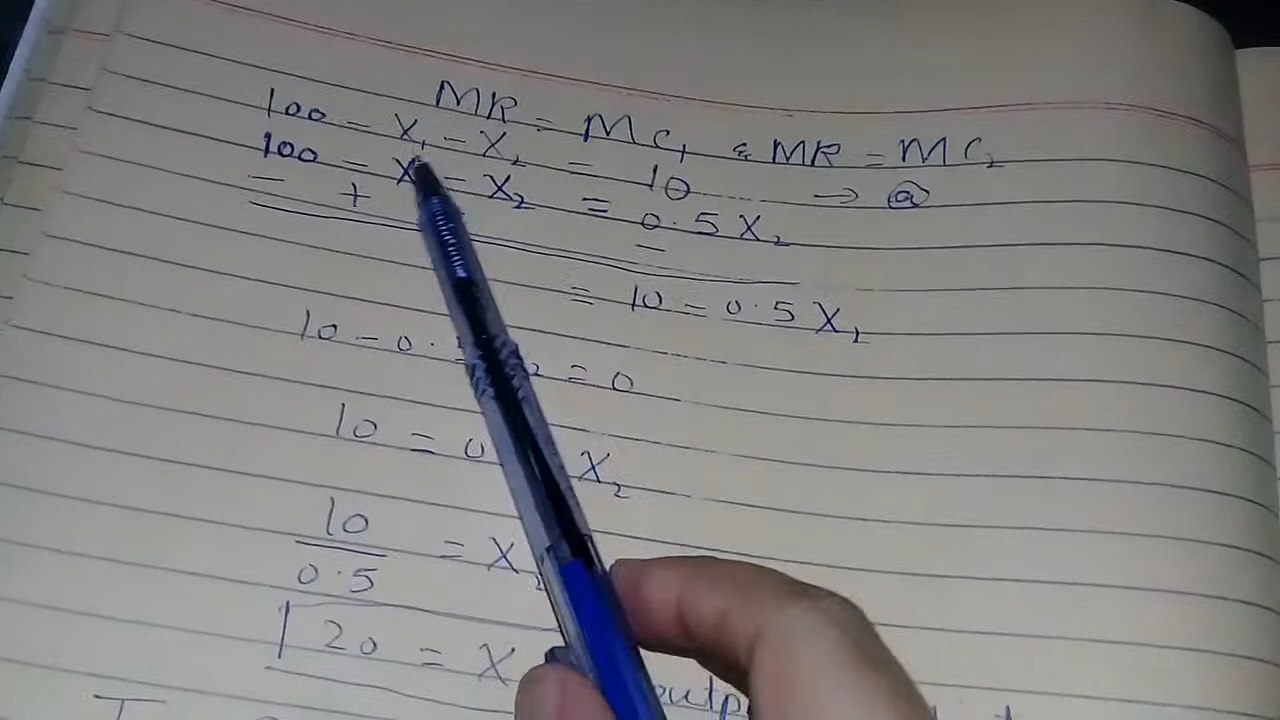 MR = MC₁ & MR = MC₂
100 - X₁ - X₂ = 10 → ⓐ
100 - X - X₂ = 0.5 X₂
- + -
= 10 - 0.5 X₂
10 - 0. ₂ = 0
10 = 0 X₂
10/0.5 = X
20 = X